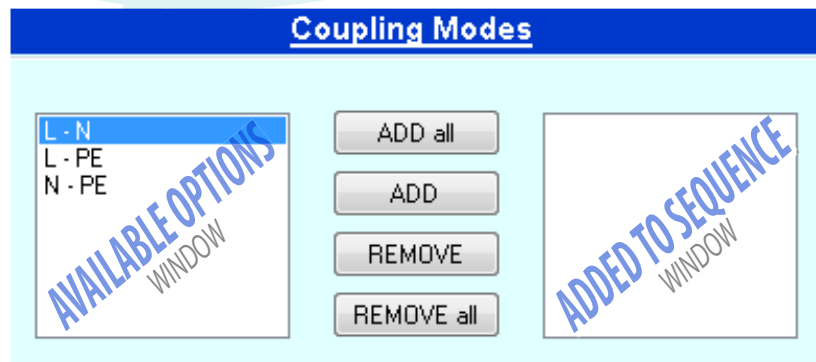 Coupling Modes
L - N
L - PE
N - PE
AVAILABLE OPTIONS
WINDOW
ADD all
ADD
REMOVE
REMOVE all
ADDED TO SEQUENCE
WINDOW